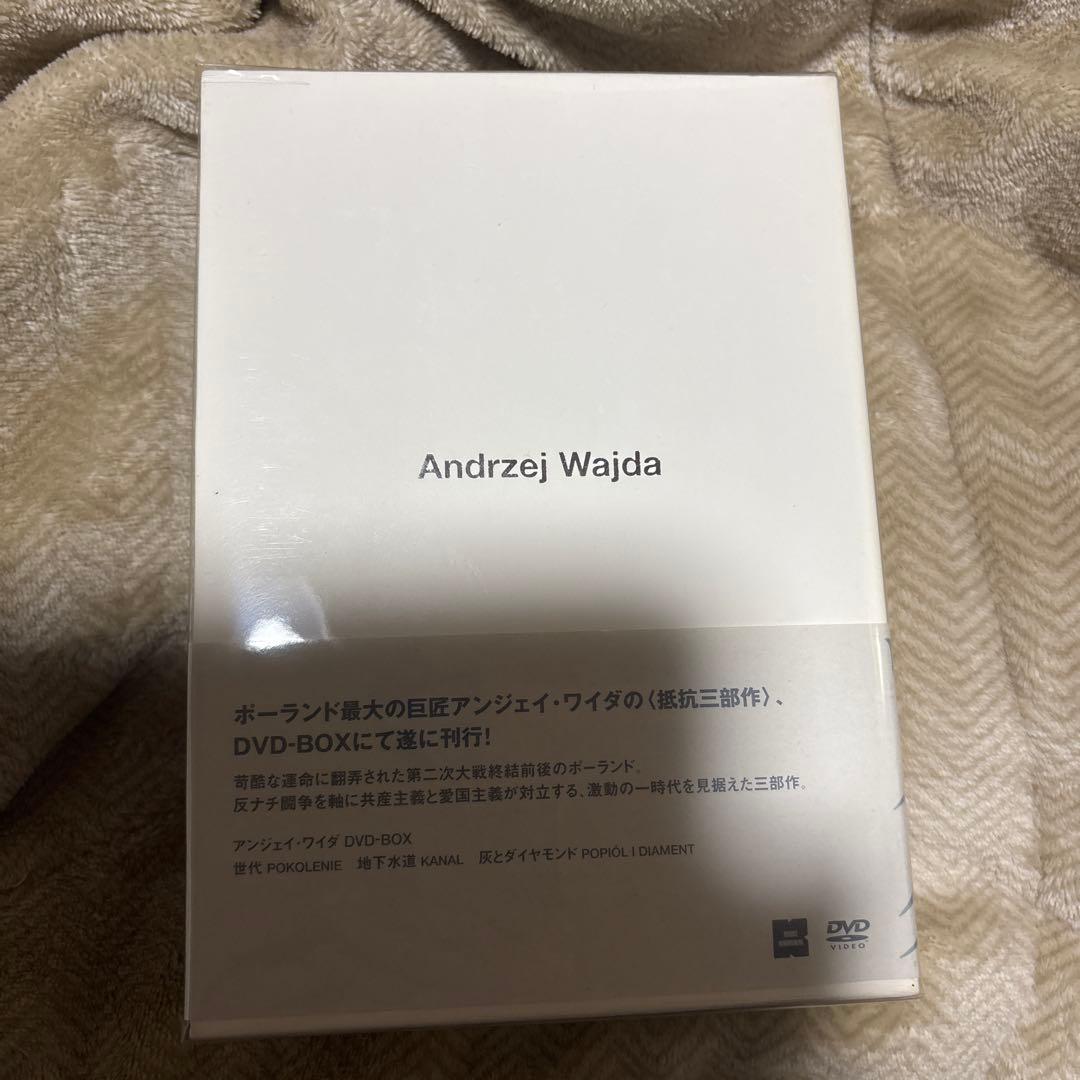 Andrzej Wajda
ポーランド最大の巨匠アンジェイ・ワイダの〈抵抗三部作〉、
DVD-BOXにて遂に刊行!
苛酷な運命に翻弄された第二次大戦終結前後のポーランド。
反ナチ闘争を軸に共産主義と愛国主義が対立する、激動の一時代を見据えた三部作。
アンジェイ・ワイダ DVD-BOX
世代 POKOLENIE 地下水道 KANAL 灰とダイヤモンド POPIÓL I DIAMENT
DVD
VIDEO